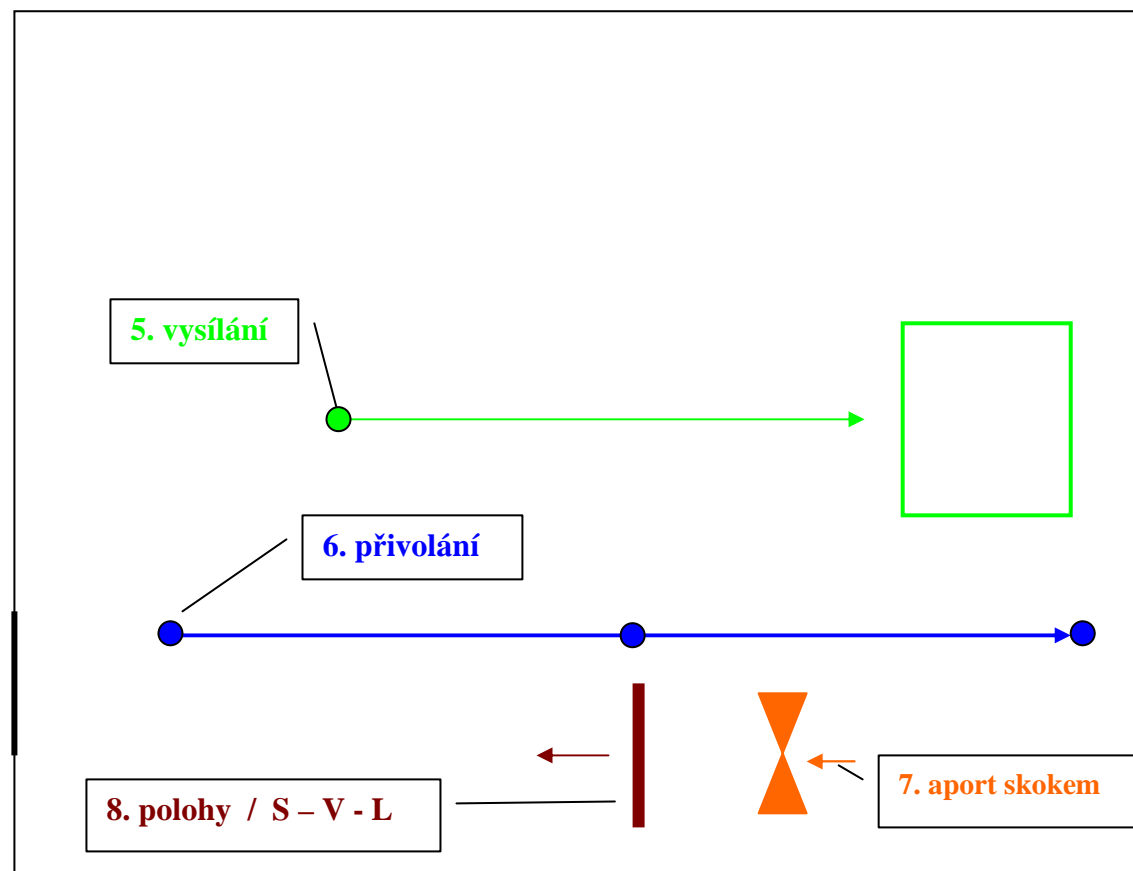 5. vysílání
6. přivolání
7. aport skokem
8. polohy / S – V - L